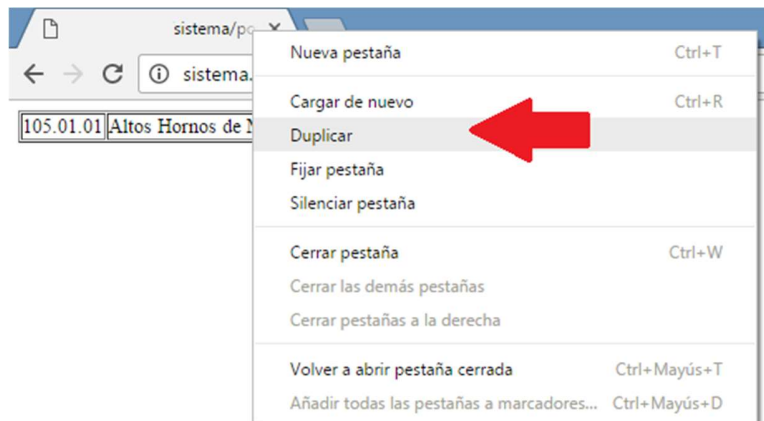 sistema/po
Nueva pestaña Ctrl+T
sistema.
Cargar de nuevo Ctrl+R
105.01.01 Altos Hornos de
Duplicar
Fijar pestaña
Silenciar pestaña
Cerrar pestaña Ctrl+W
Cerrar las demás pestañas
Cerrar pestañas a la derecha
Volver a abrir pestaña cerrada Ctrl+Mayús+T
Añadir todas las pestañas a marcadores... Ctrl+Mayús+D